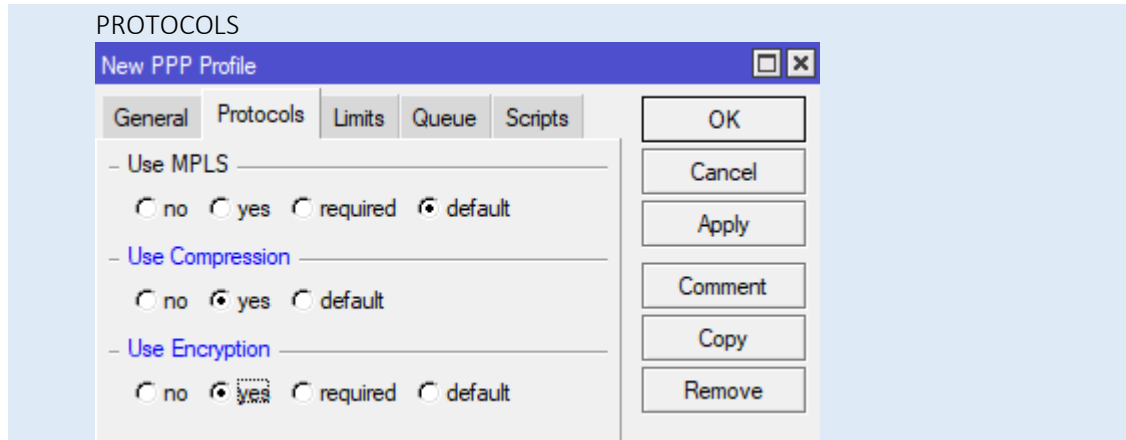 PROTOCOLS
New PPP Profile
General Protocols Limits Queue Scripts
Use MPLS
no yes required default
Use Compression
no yes default
Use Encryption
no yes required default
OK
Cancel
Apply
Comment
Copy
Remove